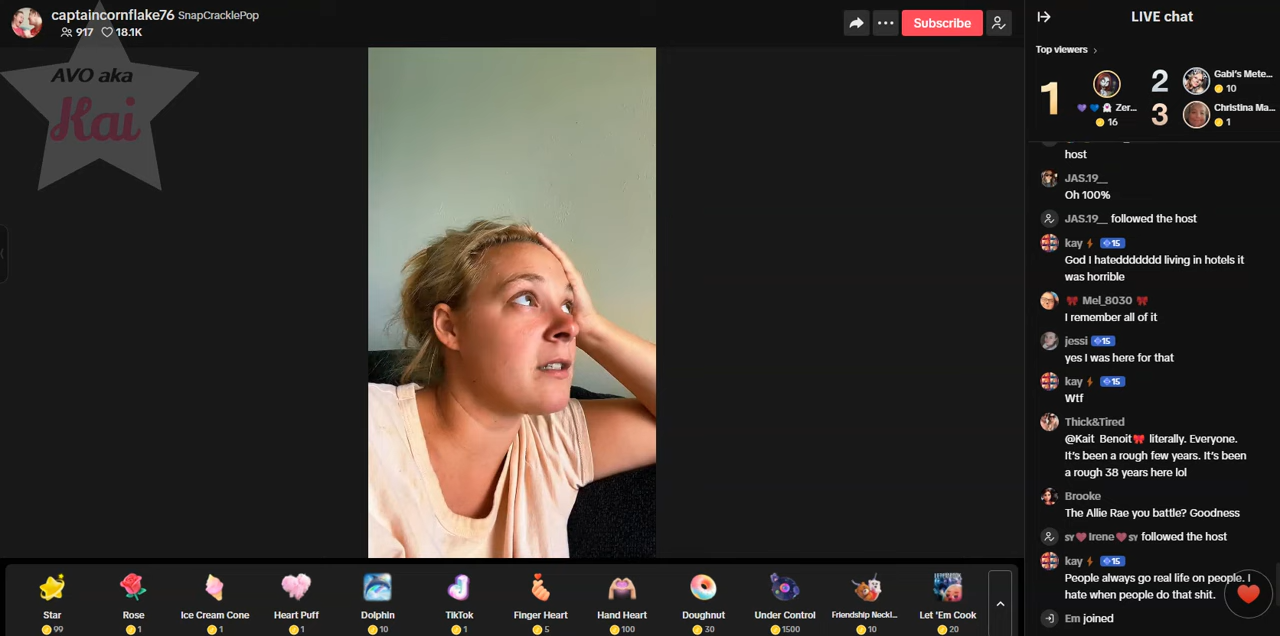 captaincornflake76 SnapCracklePop
917 18.1K
Subscribe
AVO aka
Kai
LIVE chat
Top viewers
1
Zer...
16
2
Gabi's Mete...
10
3
Christina Ma...
1
host
JAS.19__
Oh 100%
JAS.19__ followed the host
kay 15
God I hatedddddd living in hotels it
was horrible
Mel_8030
I remember all of it
jessi 15
yes I was here for that
kay 15
Wtf
Thick&Tired
@Kait Benoit literally. Everyone.
It's been a rough few years. It's been
a rough 38 years here lol
Brooke
The Allie Rae you battle? Goodness
SY Irene SY followed the host
kay 15
People always go real life on people. I
hate when people do that shit.
Em joined
Star
99
Rose
1
Ice Cream Cone
1
Heart Puff
1
Dolphin
10
TikTok
1
Finger Heart
5
Hand Heart
100
Doughnut
30
Under Control
1500
Friendship Neckl...
10
Let 'Em Cook
20